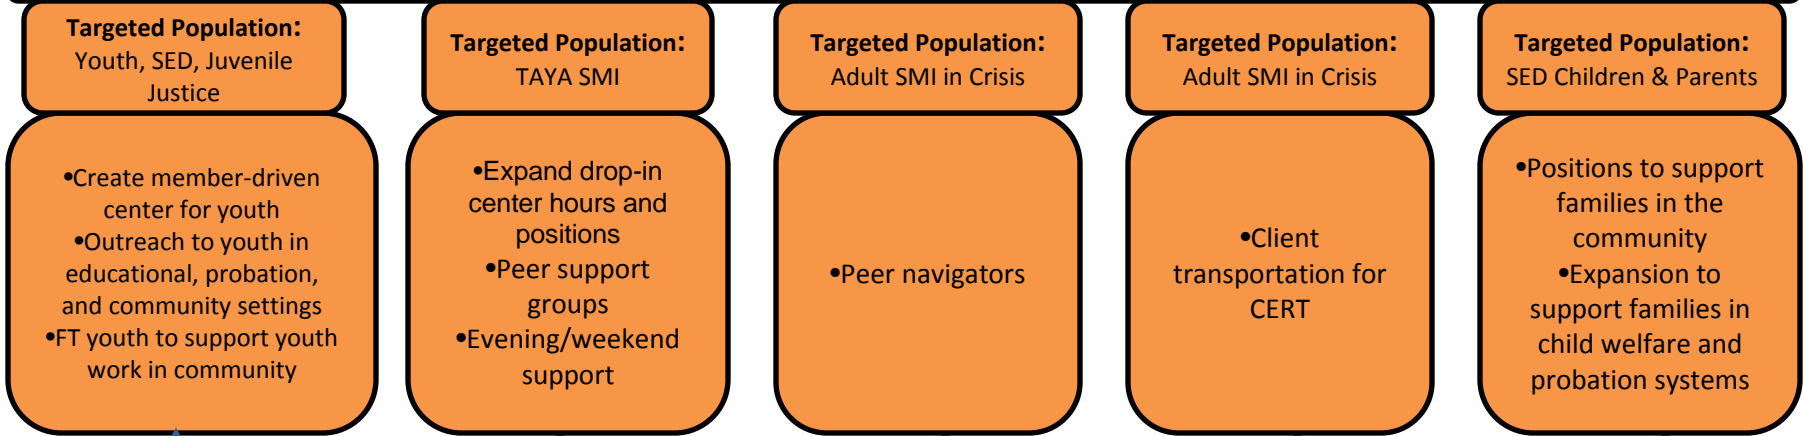 Targeted Population:
Youth, SED, Juvenile
Justice
•Create member-driven
center for youth
•Outreach to youth in
educational, probation,
and community settings
•FT youth to support youth
work in community
Targeted Population:
TAYA SMI
•Expand drop-in
center hours and
positions
•Peer support
groups
•Evening/weekend
support
Targeted Population:
Adult SMI in Crisis
•Peer navigators
Targeted Population:
Adult SMI in Crisis
•Client
transportation for
CERT
Targeted Population:
SED Children & Parents
•Positions to support
families in the
community
•Expansion to
support families in
child welfare and
probation systems